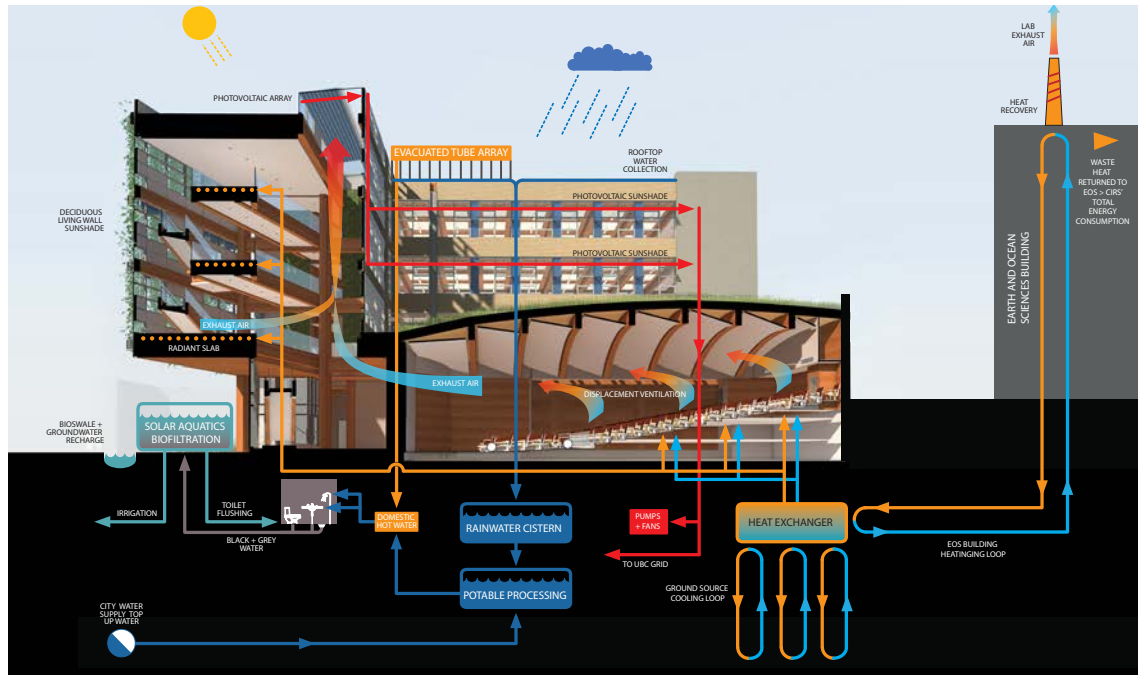 LAB
EXHAUST
AIR
PHOTOVOLTAIC ARRAY
HEAT
RECOVERY
EVACUATED TUBE ARRAY
ROOFTOP
WATER
COLLECTION
WASTE
HEAT
RETURNED TO
EOS > CIRS'
TOTAL
ENERGY
CONSUMPTION
PHOTOVOLTAIC SUNSHADE
DECIDUOUS
LIVING WALL
SUNSHADE
PHOTOVOLTAIC SUNSHADE
EARTH AND OCEAN
SCIENCES BUILDING
EXHAUST AIR
RADIANT SLAB
EXHAUST AIR
DISPLACEMENT VENTILATION
BIOSWALE +
GROUNDWATER
RECHARGE
SOLAR AQUATICS
BIOFILTRATION
IRRIGATION
TOILET
FLUSHING
BLACK + GREY
WATER
DOMESTIC
HOT WATER
RAINWATER CISTERN
PUMPS
+ FANS
HEAT EXCHANGER
EOS BUILDING
HEATINGING LOOP
TO UBC GRID
GROUND SOURCE
COOLING LOOP
POTABLE PROCESSING
CITY WATER
SUPPLY TOP
UP WATER